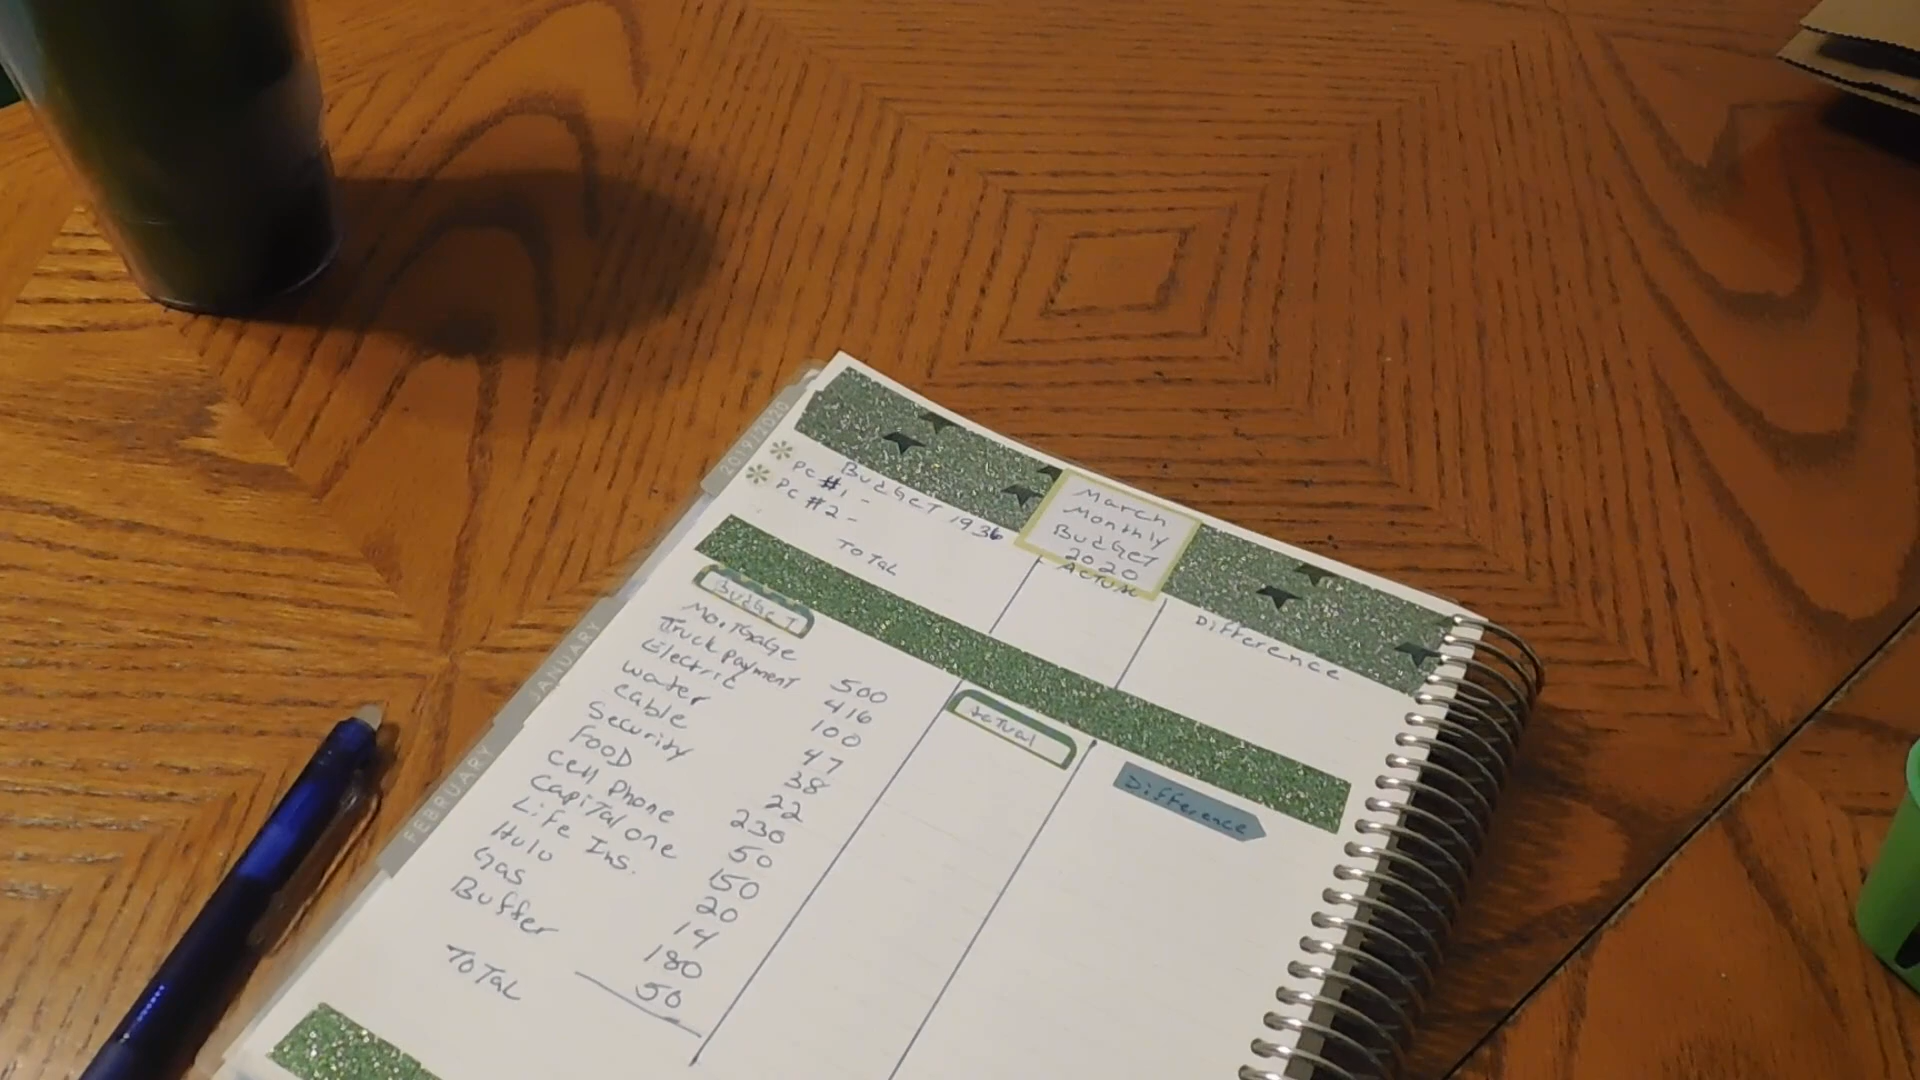 2019/2020
March
Monthly
Budget
2020
Budget 1936
Actual
Difference
PC #1 -
PC #2 -
Total
Budget
Actual
Difference
Mortgage 500
Truck payment 416
Electric 100
Water 47
Cable 38
Security 22
Food 230
Cell Phone 50
Capital one 150
Life Ins. 20
Hulu 14
Gas 180
Buffer 50
Total
JANUARY
FEBRUARY